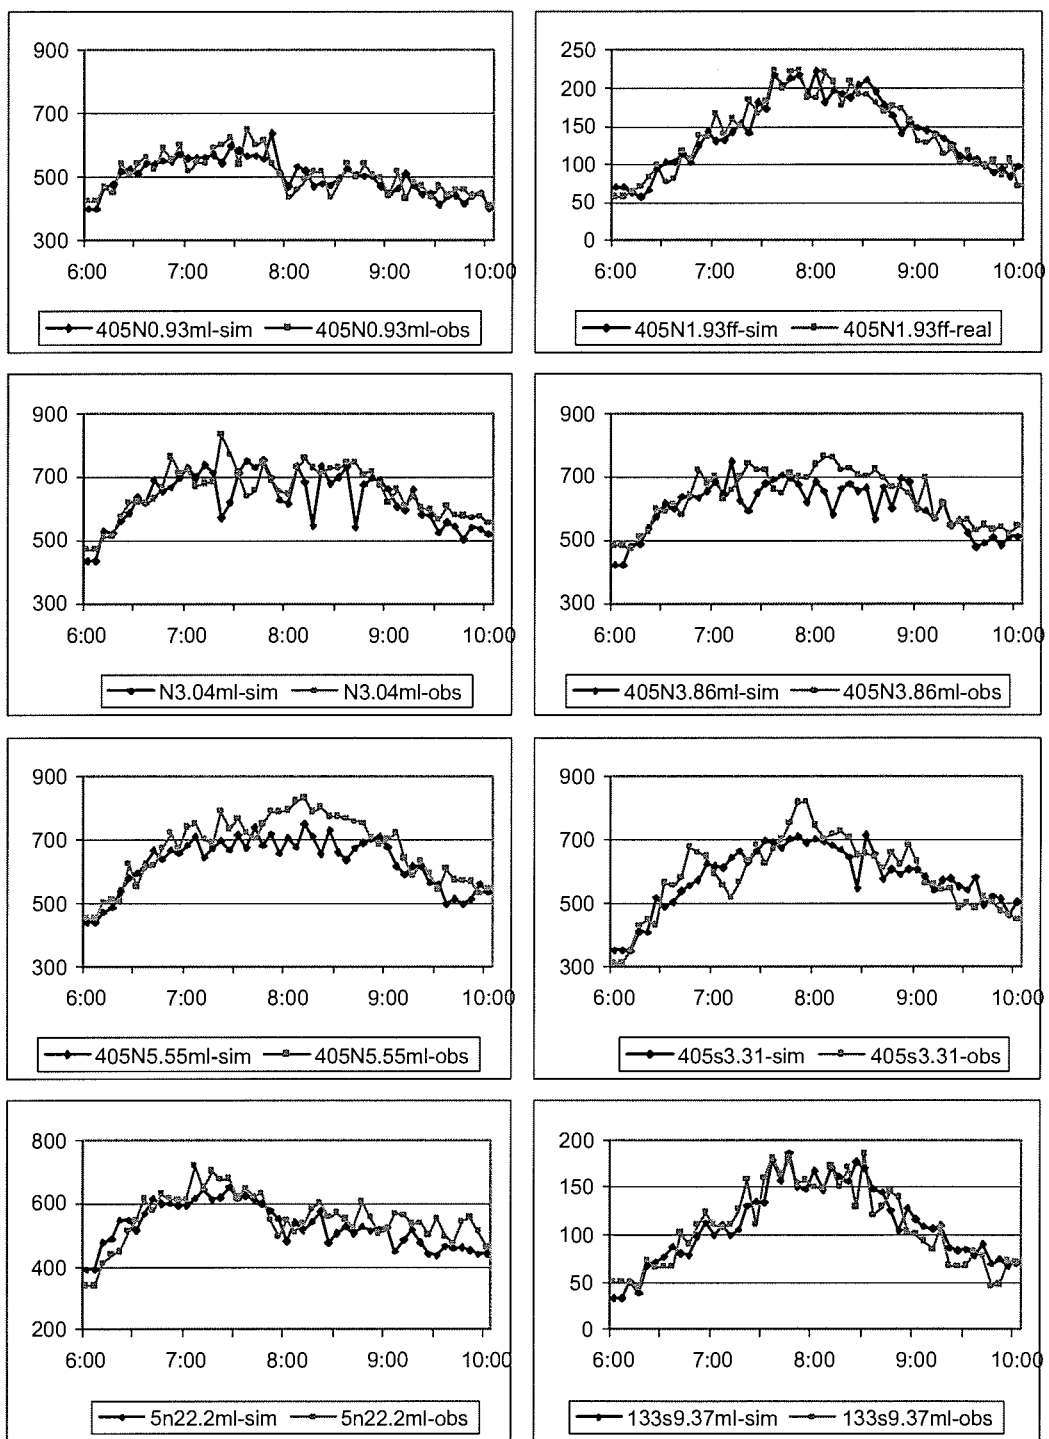 900
700
500
300
6:00 7:00 8:00 9:00 10:00
405N0.93ml-sim 405N0.93ml-obs
250
200
150
100
50
0
6:00 7:00 8:00 9:00 10:00
405N1.93ff-sim 405N1.93ff-real
900
700
500
300
6:00 7:00 8:00 9:00 10:00
N3.04ml-sim N3.04ml-obs
900
700
500
300
6:00 7:00 8:00 9:00 10:00
405N3.86ml-sim 405N3.86ml-obs
900
700
500
300
6:00 7:00 8:00 9:00 10:00
405N5.55ml-sim 405N5.55ml-obs
900
700
500
300
6:00 7:00 8:00 9:00 10:00
405s3.31-sim 405s3.31-obs
800
600
400
200
6:00 7:00 8:00 9:00 10:00
5n22.2ml-sim 5n22.2ml-obs
200
150
100
50
0
6:00 7:00 8:00 9:00 10:00
133s9.37ml-sim 133s9.37ml-obs